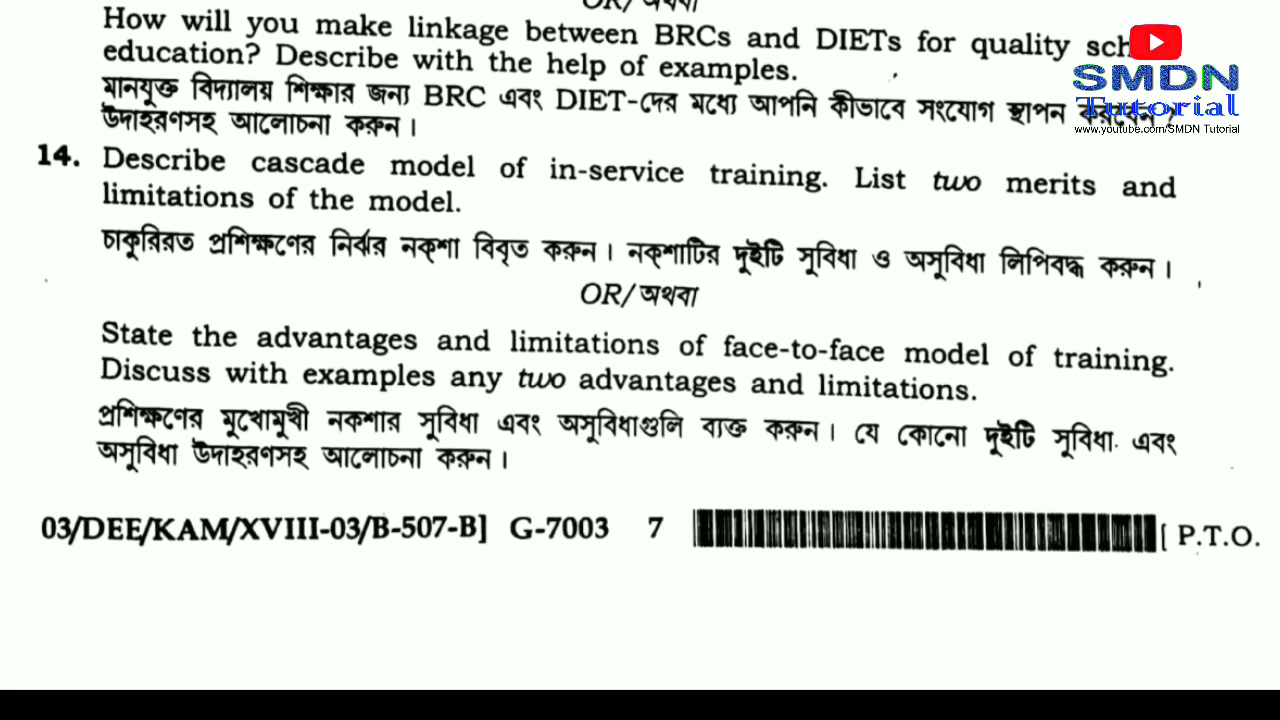 OR/অথবা
How will you make linkage between BRCs and DIETs for quality sch
education? Describe with the help of examples.
মানযুক্ত বিদ্যালয় শিক্ষার জন্য BRC এবং DIET-দের মধ্যে আপনি কীভাবে সংযোগ স্থাপন করবেন ?
উদাহরণসহ আলোচনা করুন ।
SMDN
Tutorial
www.youtube.com/SMDN Tutorial
14. Describe cascade model of in-service training. List two merits and
limitations of the model.
চাকুরিরত প্রশিক্ষণের নির্ঝর নক্‌শা বিবৃত করুন । নক্‌শাটির দুইটি সুবিধা ও অসুবিধা লিপিবদ্ধ করুন ।
OR/অথবা
State the advantages and limitations of face-to-face model of training.
Discuss with examples any two advantages and limitations.
প্রশিক্ষণের মুখোমুখী নকশার সুবিধা এবং অসুবিধাগুলি ব্যক্ত করুন । যে কোনো দুইটি সুবিধা এবং
অসুবিধা উদাহরণসহ আলোচনা করুন ।
03/DEE/KAM/XVIII-03/B-507-B] G-7003 7 [ P.T.O.